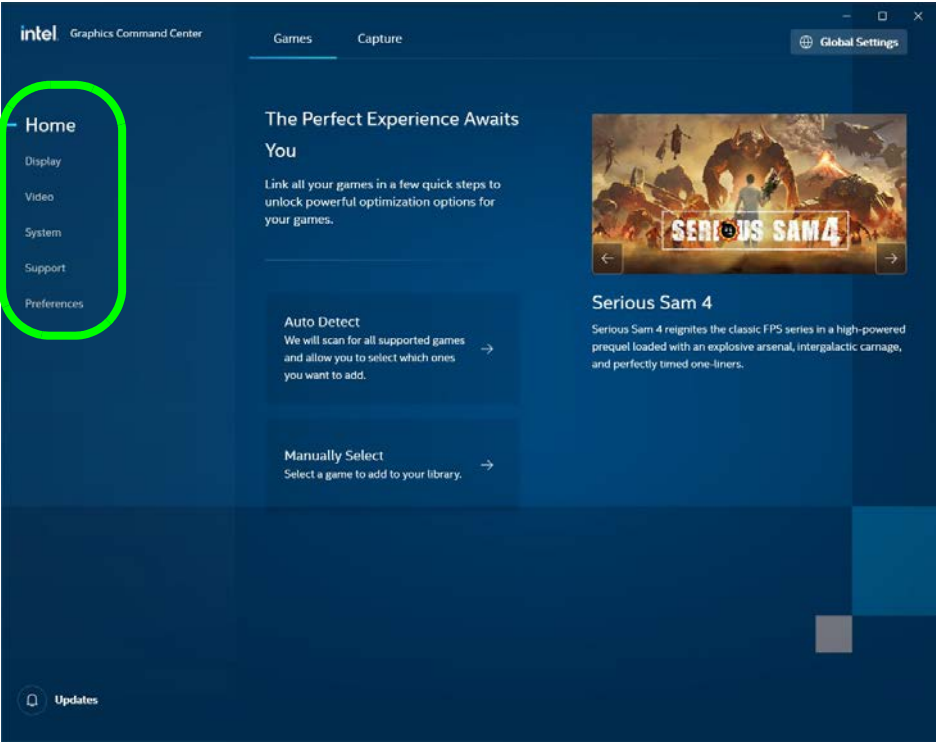 intel. Graphics Command Center
Games
Capture
Global Settings
Home
Display
Video
System
Support
Preferences
The Perfect Experience Awaits
You
Link all your games in a few quick steps to
unlock powerful optimization options for
your games.
Auto Detect
We will scan for all supported games
and allow you to select which ones
you want to add.
Manually Select
Select a game to add to your library.
SERIOUS SAM 4
Serious Sam 4
Serious Sam 4 reignites the classic FPS series in a high-powered
prequel loaded with an explosive arsenal, intergalactic carnage,
and perfectly timed one-liners.
Updates